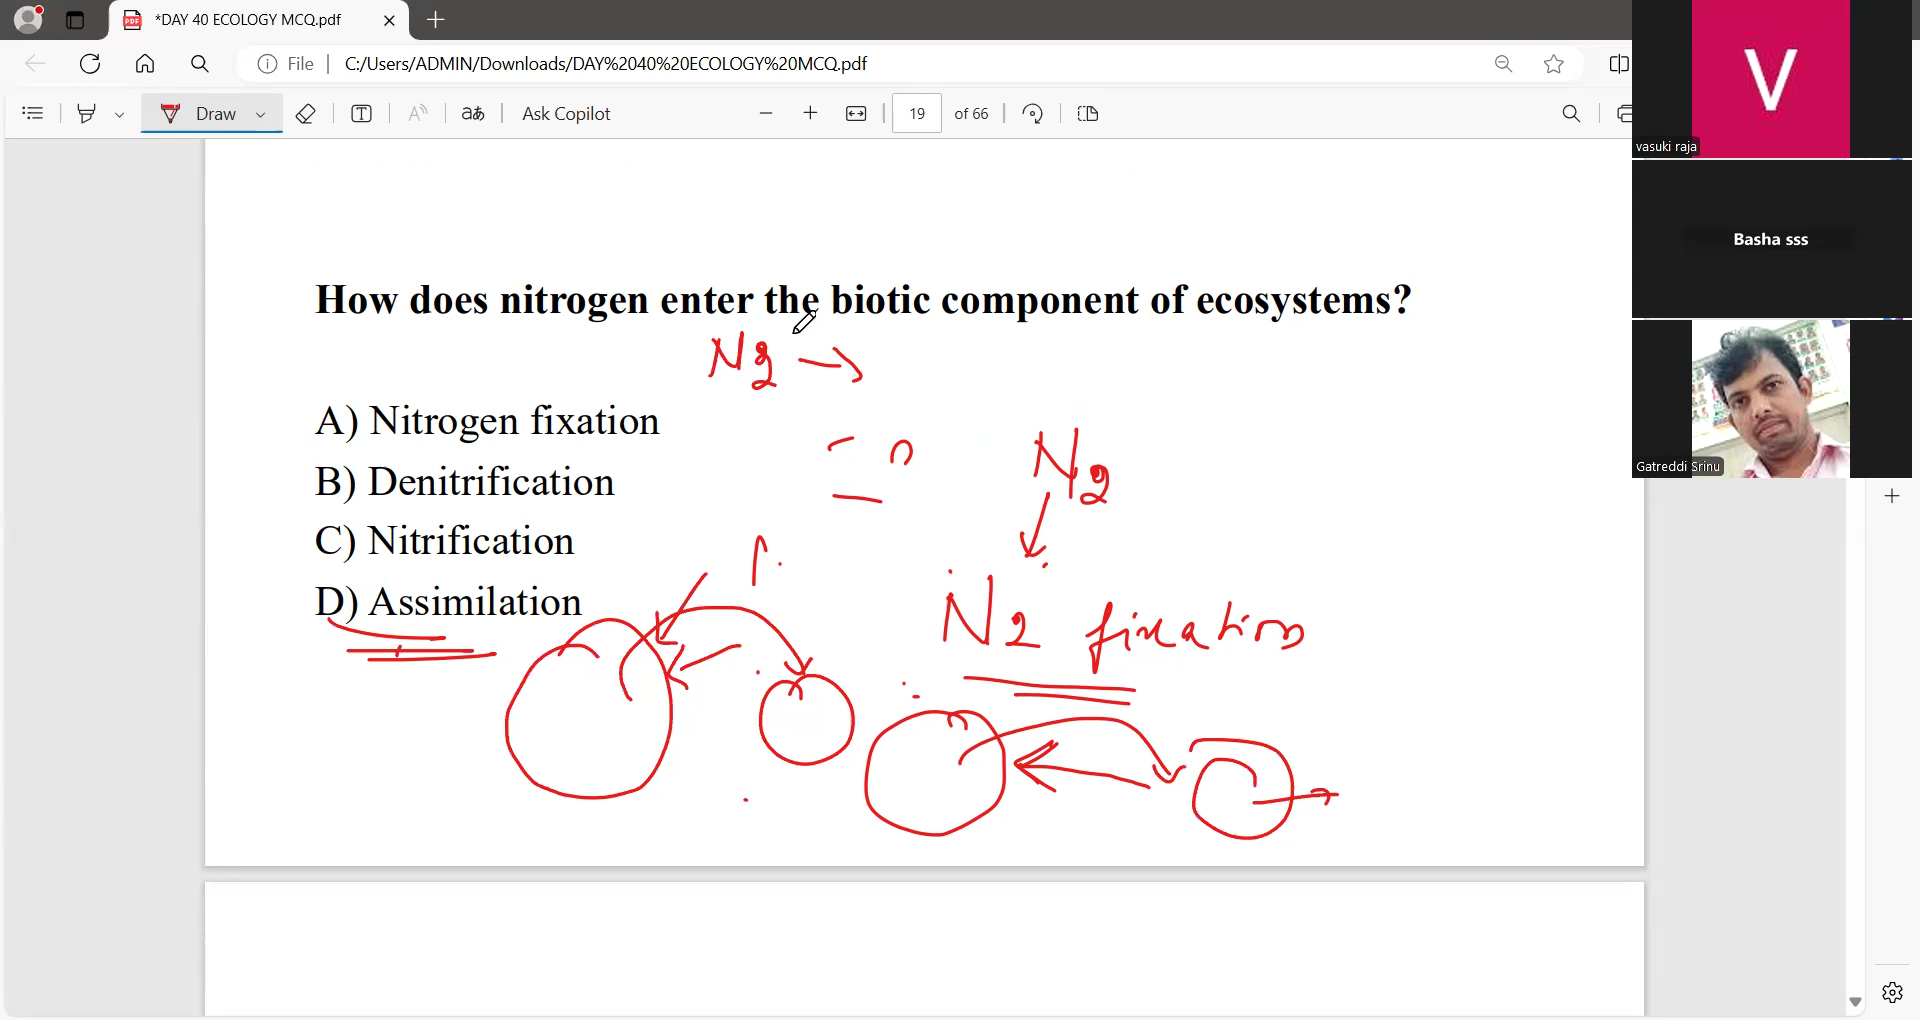 *DAY 40 ECOLOGY MCQ.pdf
File | C:/Users/ADMIN/Downloads/DAY%2040%20ECOLOGY%20MCQ.pdf
Draw
aあ
Ask Copilot
19 of 66
V
vasuki raja
Basha sss
Gatreddi Srinu
How does nitrogen enter the biotic component of ecosystems?
N2 →
A) Nitrogen fixation
B) Denitrification
C) Nitrification
D) Assimilation
N2
N2 fixation